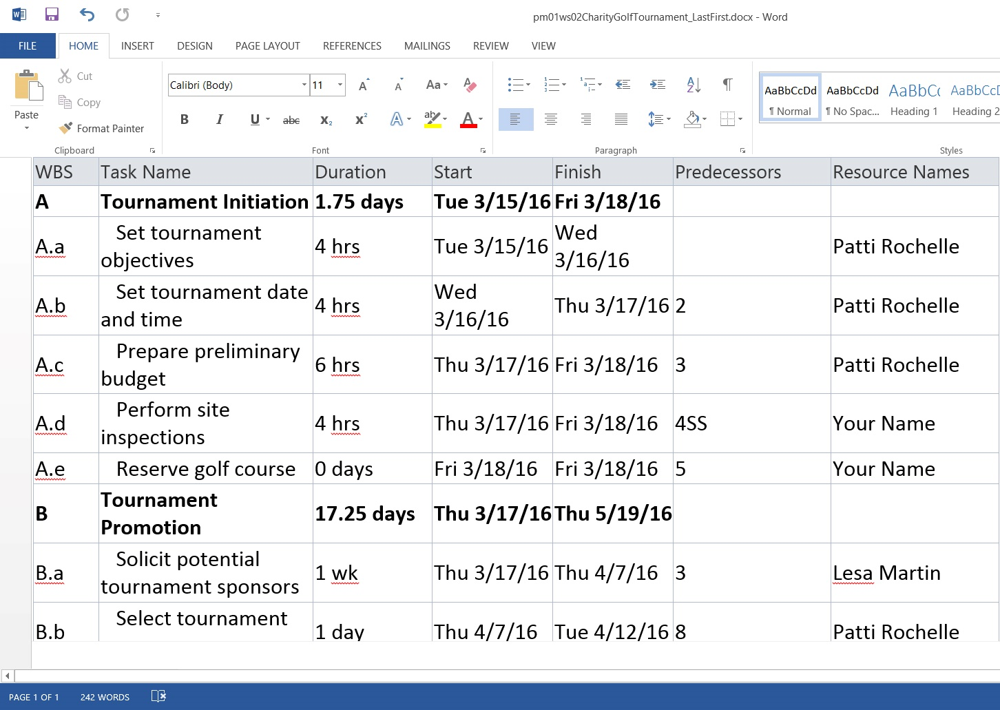 pm01ws02CharityGolfTournament_LastFirst.docx - Word
FILE HOME INSERT DESIGN PAGE LAYOUT REFERENCES MAILINGS REVIEW VIEW
Paste
Cut
Copy
Format Painter
Clipboard
Calibri (Body) 11
Font
Paragraph
AaBbCcDd AaBbCcDd AaBbCc AaBbCcD
¶ Normal ¶ No Spac... Heading 1 Heading 2
Styles
WBS Task Name Duration Start Finish Predecessors Resource Names
A Tournament Initiation 1.75 days Tue 3/15/16 Fri 3/18/16
A.a Set tournament objectives 4 hrs Tue 3/15/16 Wed 3/16/16 Patti Rochelle
A.b Set tournament date and time 4 hrs Wed 3/16/16 Thu 3/17/16 2 Patti Rochelle
A.c Prepare preliminary budget 6 hrs Thu 3/17/16 Fri 3/18/16 3 Patti Rochelle
A.d Perform site inspections 4 hrs Thu 3/17/16 Fri 3/18/16 4SS Your Name
A.e Reserve golf course 0 days Fri 3/18/16 Fri 3/18/16 5 Your Name
B Tournament Promotion 17.25 days Thu 3/17/16 Thu 5/19/16
B.a Solicit potential tournament sponsors 1 wk Thu 3/17/16 Thu 4/7/16 3 Lesa Martin
B.b Select tournament 1 day Thu 4/7/16 Tue 4/12/16 8 Patti Rochelle
PAGE 1 OF 1 242 WORDS